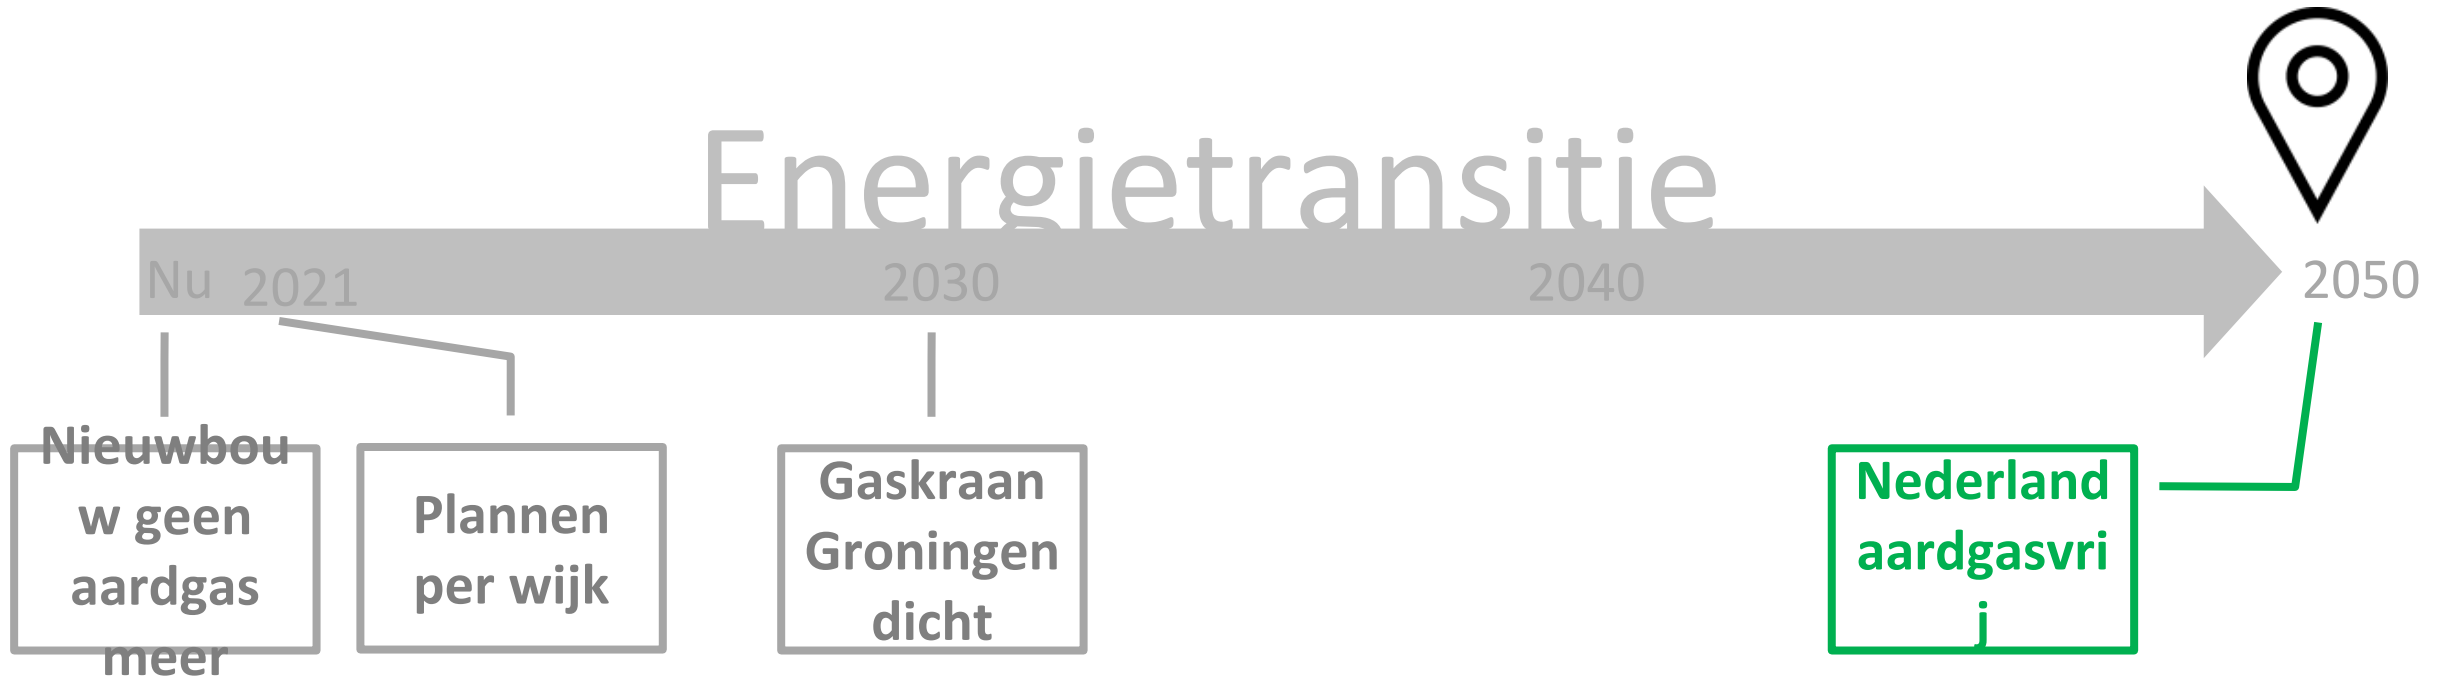 Energietransitie
Nu
2021
2030
2040
2050
Nieuwbou
w geen
aardgas
meer
Plannen
per wijk
Gaskraan
Groningen
dicht
Nederland
aardgasvri
j